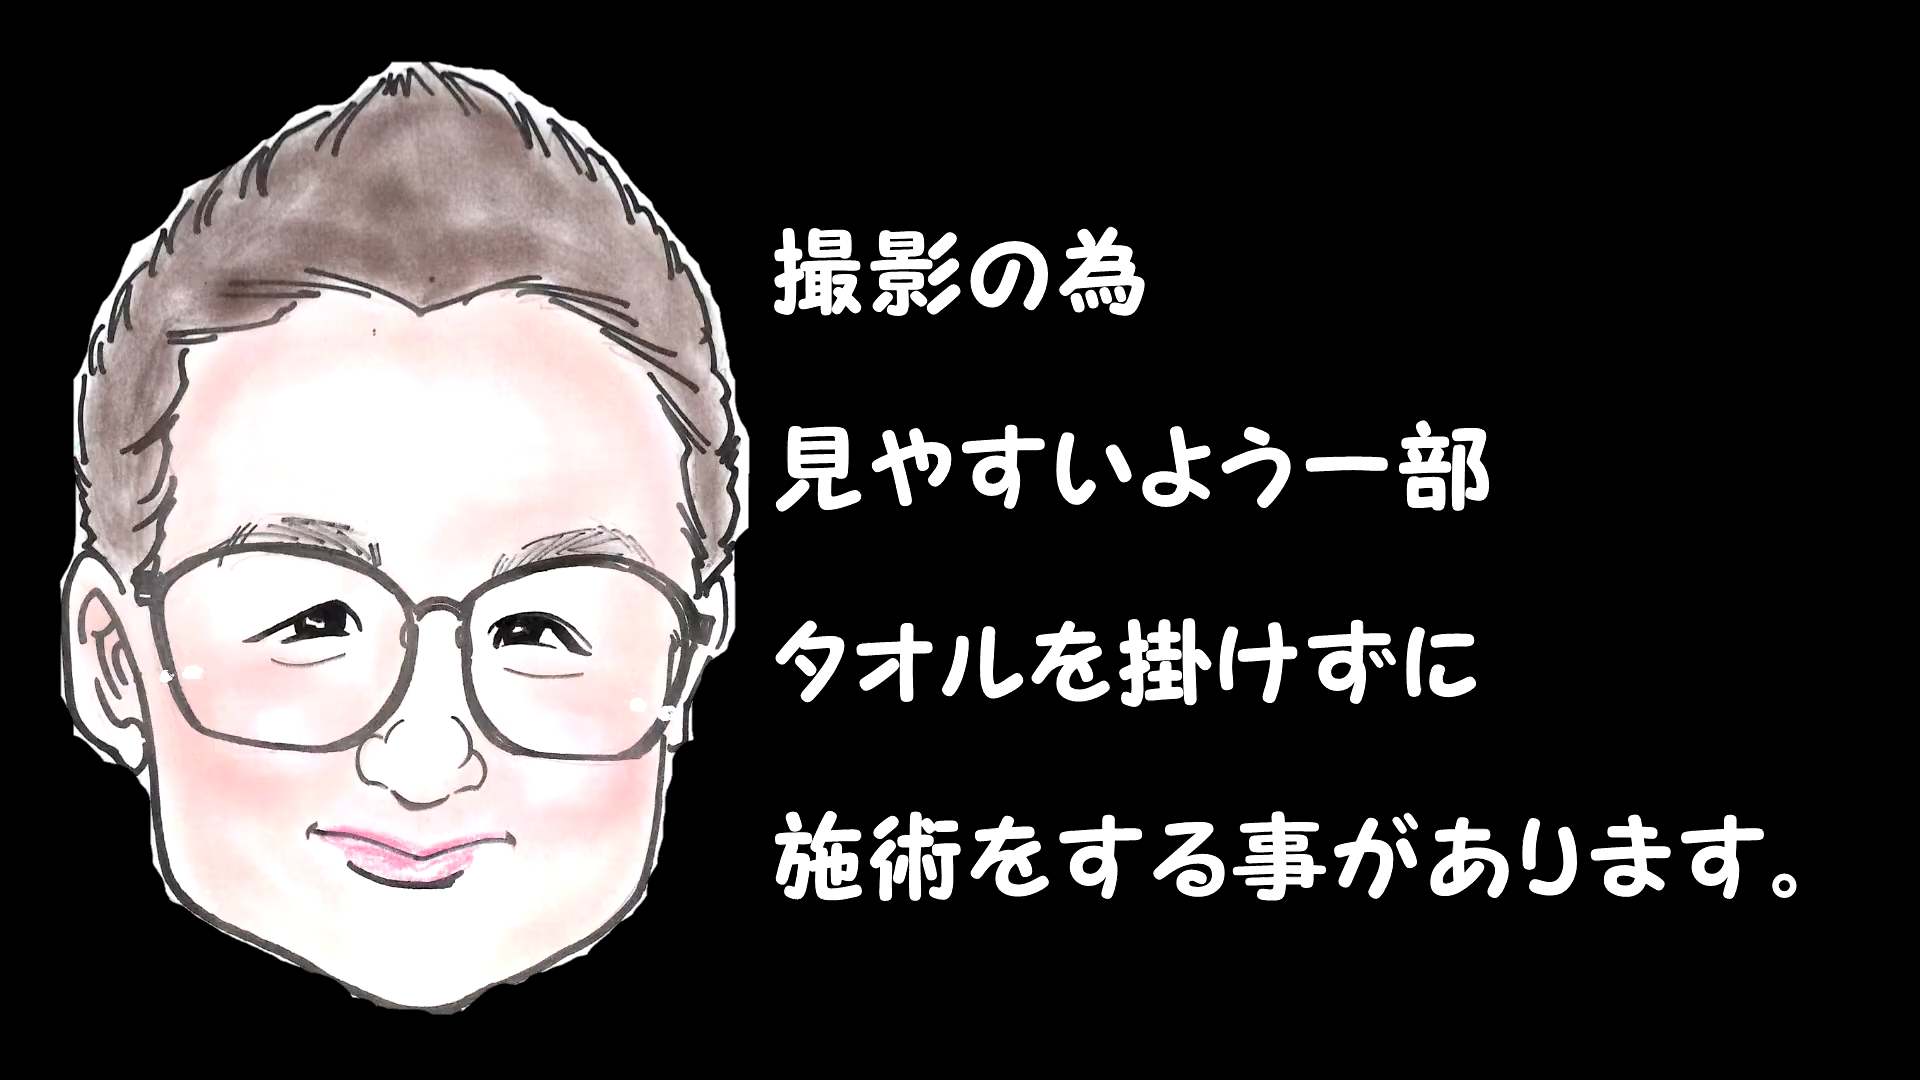 撮影の為
見やすいよう一部
タオルを掛けずに
施術をする事があります。